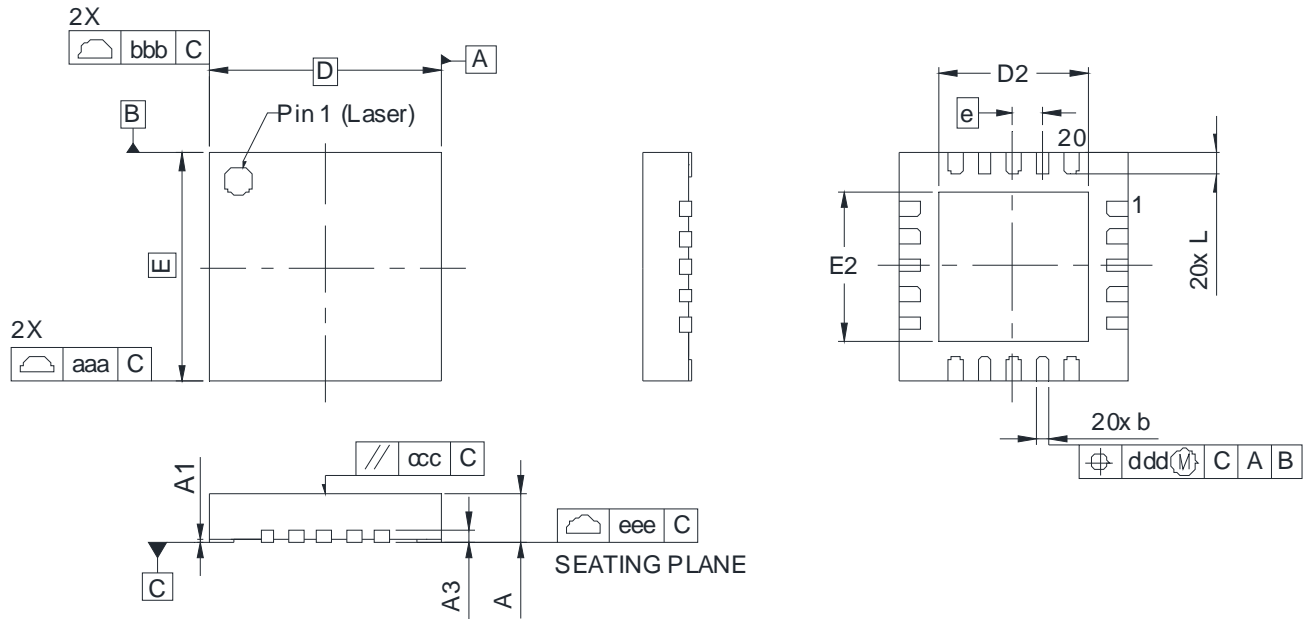 2X
bbb C
D
A
B
Pin 1 (Laser)
E
2X
aaa C
D2
e
20
1
E2
20x L
20x b
ddd M C A B
// ccc C
A1
eee C
SEATING PLANE
C
A3
A